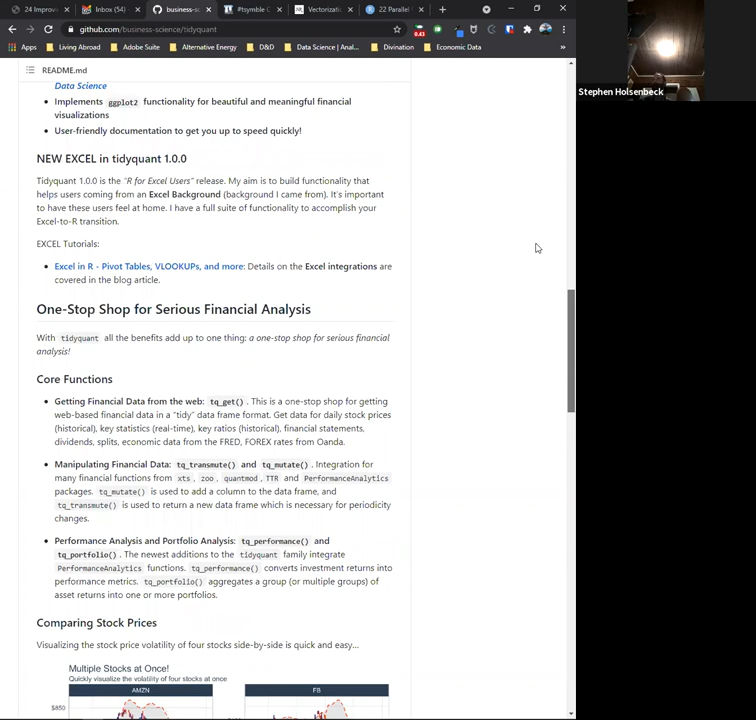 24 Improvi
Inbox (54)
business-sc
#tsymble C
Vectorizati
22 Parallel
github.com/business-science/tidyquant
0.43
Apps
Living Abroad
Adobe Suite
Alternative Energy
D&D
Data Science | Anal...
Divination
Economic Data
Stephen Holsenbeck
README.md
Data Science
• Implements ggplot2 functionality for beautiful and meaningful financial
visualizations
• User-friendly documentation to get you up to speed quickly!
NEW EXCEL in tidyquant 1.0.0
Tidyquant 1.0.0 is the "R for Excel Users" release. My aim is to build functionality that
helps users coming from an Excel Background (background I came from). It's important
to have these users feel at home. I have a full suite of functionality to accomplish your
Excel-to-R transition.
EXCEL Tutorials:
• Excel in R - Pivot Tables, VLOOKUPs, and more: Details on the Excel integrations are
covered in the blog article.
One-Stop Shop for Serious Financial Analysis
With tidyquant all the benefits add up to one thing: a one-stop shop for serious financial
analysis!
Core Functions
• Getting Financial Data from the web: tq_get() . This is a one-stop shop for getting
web-based financial data in a "tidy" data frame format. Get data for daily stock prices
(historical), key statistics (real-time), key ratios (historical), financial statements,
dividends, splits, economic data from the FRED, FOREX rates from Oanda.
• Manipulating Financial Data: tq_transmute() and tq_mutate() . Integration for
many financial functions from xts , zoo , quantmod , TTR and PerformanceAnalytics
packages. tq_mutate() is used to add a column to the data frame, and
tq_transmute() is used to return a new data frame which is necessary for periodicity
changes.
• Performance Analysis and Portfolio Analysis: tq_performance() and
tq_portfolio() . The newest additions to the tidyquant family integrate
PerformanceAnalytics functions. tq_performance() converts investment returns into
performance metrics. tq_portfolio() aggregates a group (or multiple groups) of
asset returns into one or more portfolios.
Comparing Stock Prices
Visualizing the stock price volatility of four stocks side-by-side is quick and easy...
Multiple Stocks at Once!
Quickly visualize the volatility of four stocks at once
AMZN
FB
$850